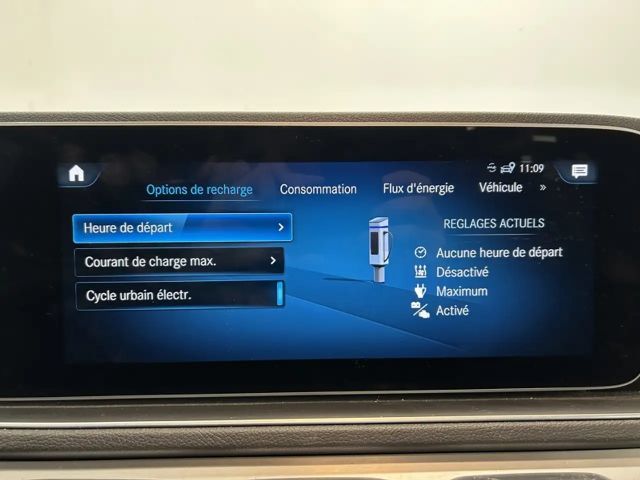 11:09
Options de recharge Consommation Flux d'énergie Véhicule »
Heure de départ >
Courant de charge max. >
Cycle urbain électr.
REGLAGES ACTUELS
Aucune heure de départ
Désactivé
Maximum
Activé